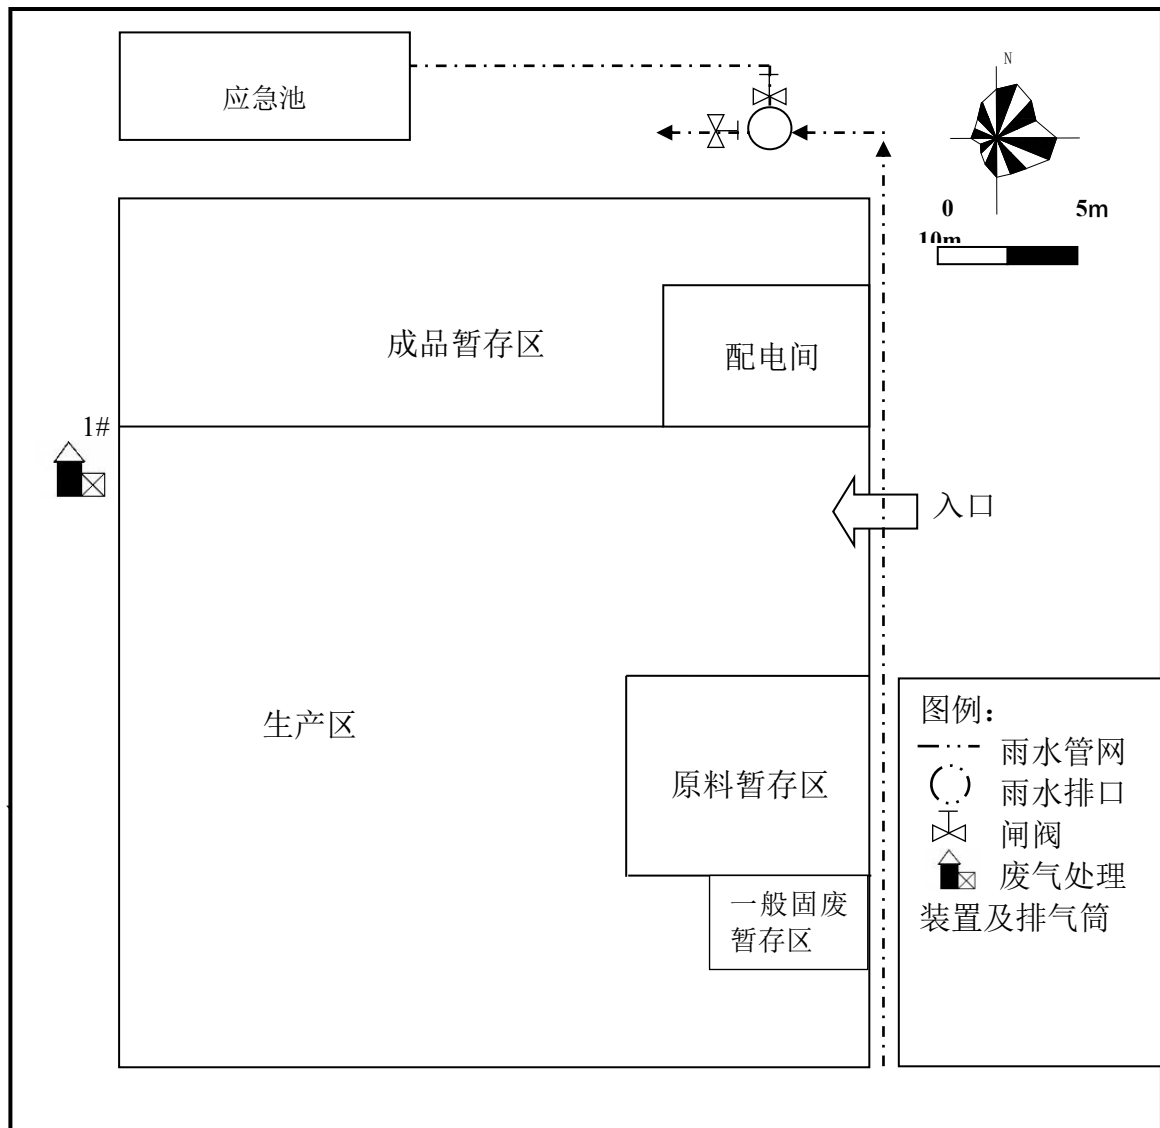 N
应急池
0 5m
10m
成品暂存区
配电间
1#
入口
生产区
原料暂存区
一般固废
暂存区
图例：
雨水管网
雨水排口
闸阀
废气处理
装置及排气筒